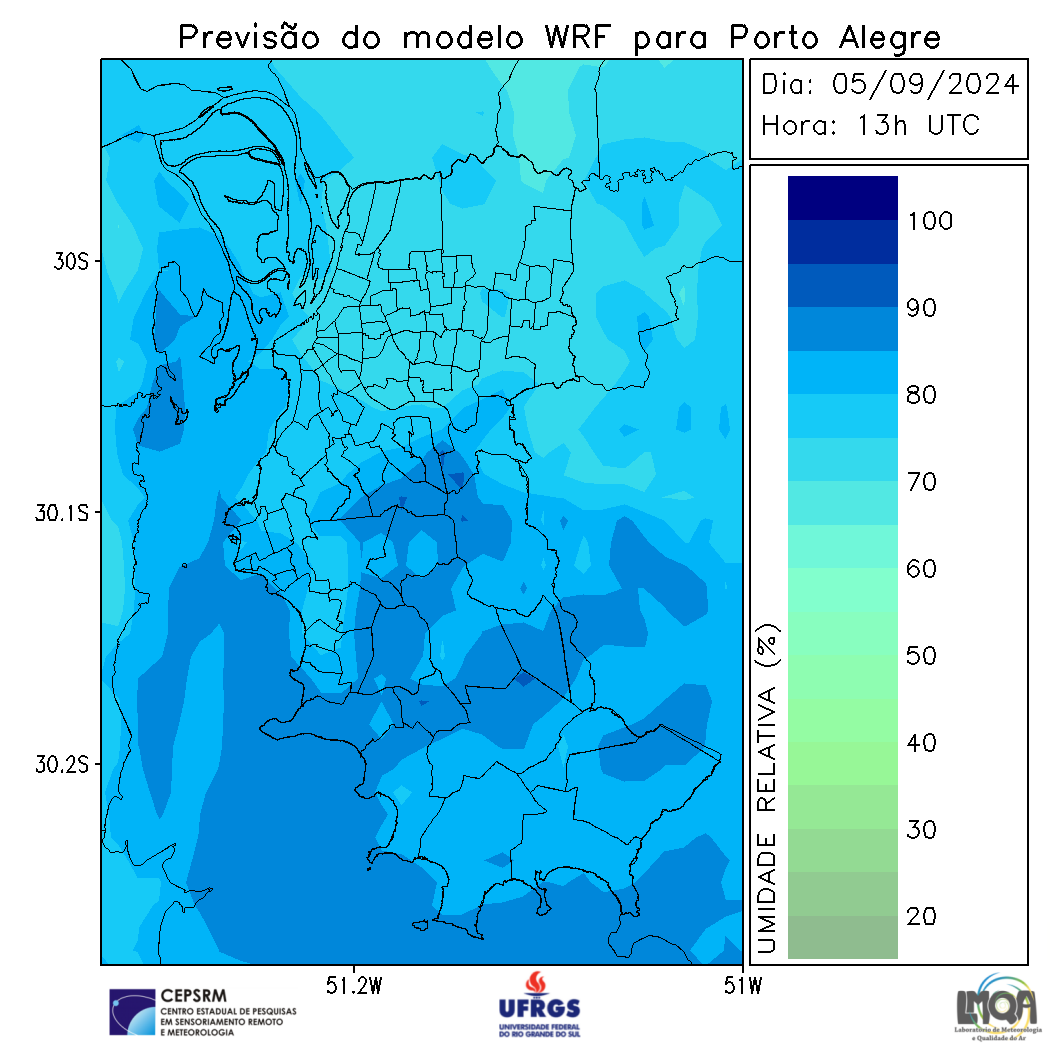 Previsão do modelo WRF para Porto Alegre
Dia: 05/09/2024
Hora: 13h UTC
30S
30.1S
30.2S
51.2W
51W
100
90
80
70
60
50
40
30
20
UMIDADE RELATIVA (%)
CEPSRM
CENTRO ESTADUAL DE PESQUISAS
EM SENSORIAMENTO REMOTO
E METEOROLOGIA
UFRGS
UNIVERSIDADE FEDERAL
DO RIO GRANDE DO SUL
LMQA
Laboratório de Meteorologia
e Qualidade do Ar